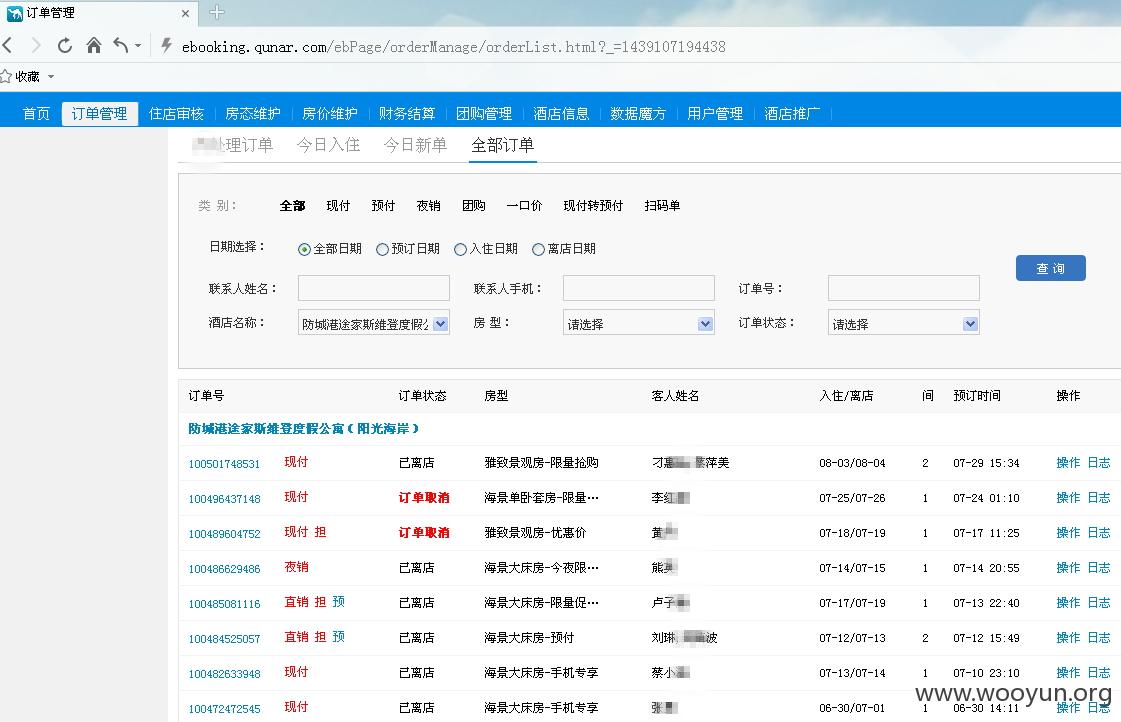 订单管理
ebooking.qunar.com/ebPage/orderManage/orderList.html?_=1439107194438
收藏
首页 订单管理 住店审核 房态维护 房价维护 财务结算 团购管理 酒店信息 数据魔方 用户管理 酒店推广
处理订单 今日入住 今日新单 全部订单
类 别： 全部 现付 预付 夜销 团购 一口价 现付转预付 扫码单
日期选择： 全部日期 预订日期 入住日期 离店日期
查 询
联系人姓名： 联系人手机： 订单号：
酒店名称： 防城港途家斯维登度假公 房 型： 请选择 订单状态： 请选择
订单号 订单状态 房型 客人姓名 入住/离店 间 预订时间 操作
防城港途家斯维登度假公寓（阳光海岸）
100501748531 现付 已离店 雅致景观房-限量抢购 刁 萍美 08-03/08-04 2 07-29 15:34 操作 日志
100496437148 现付 订单取消 海景单卧套房-限量… 李红 07-25/07-26 1 07-24 01:10 操作 日志
100489604752 现付 担 订单取消 雅致景观房-优惠价 黄 07-18/07-19 1 07-17 11:25 操作 日志
100486629486 夜销 已离店 海景大床房-今夜限… 熊 07-14/07-15 1 07-14 20:55 操作 日志
100485081116 直销 担 预 已离店 海景大床房-限量促… 卢子 07-17/07-19 1 07-13 22:40 操作 日志
100484525057 直销 担 预 已离店 海景大床房-预付 刘琳 波 07-12/07-13 2 07-12 15:49 操作 日志
100482633948 现付 已离店 海景大床房-手机专享 蔡小 07-13/07-14 1 07-10 23:10 操作 日志
100472472545 现付 已离店 海景大床房-手机专享 张 06-30/07-01 1 06-30 14:11 操作 日志
www.wooyun.org